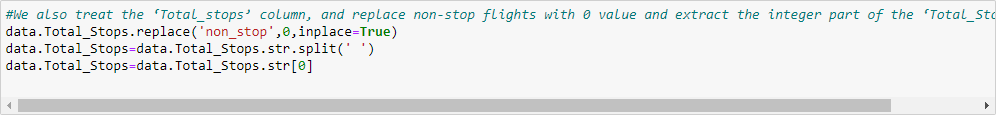 #We also treat the ‘Total_stops’ column, and replace non-stop flights with 0 value and extract the integer part of the
data.Total_Stops.replace('non_stop',0,inplace=True)
data.Total_Stops=data.Total_Stops.str.split(' ')
data.Total_Stops=data.Total_Stops.str[0]